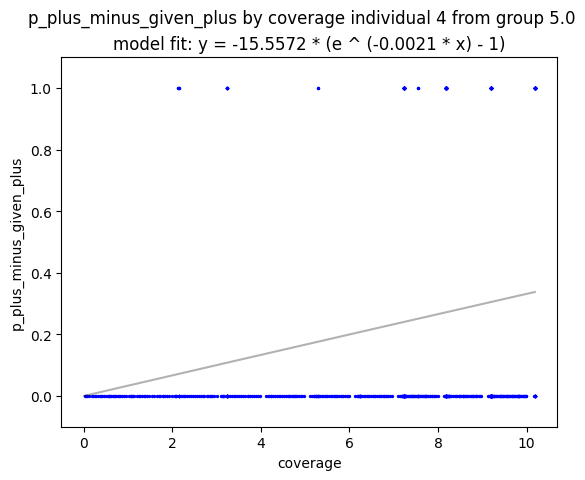 p_plus_minus_given_plus by coverage individual 4 from group 5.0
model fit: y = -15.5572 * (e ^ (-0.0021 * x) - 1)
1.0
0.8
0.6
0.4
0.2
0.0
p_plus_minus_given_plus
0 2 4 6 8 10
coverage